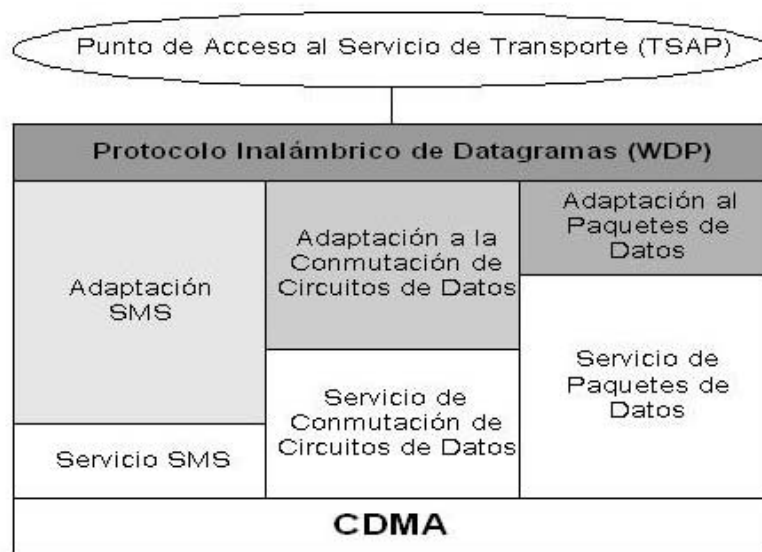 Punto de Acceso al Servicio de Transporte (TSAP)
Protocolo Inalámbrico de Datagramas (WDP)
Adaptación
SMS
Servicio SMS
Adaptación a la
Conmutación de
Circuitos de Datos
Servicio de
Conmutación de
Circuitos de Datos
Adaptación al
Paquetes de
Datos
Servicio de
Paquetes de
Datos
CDMA